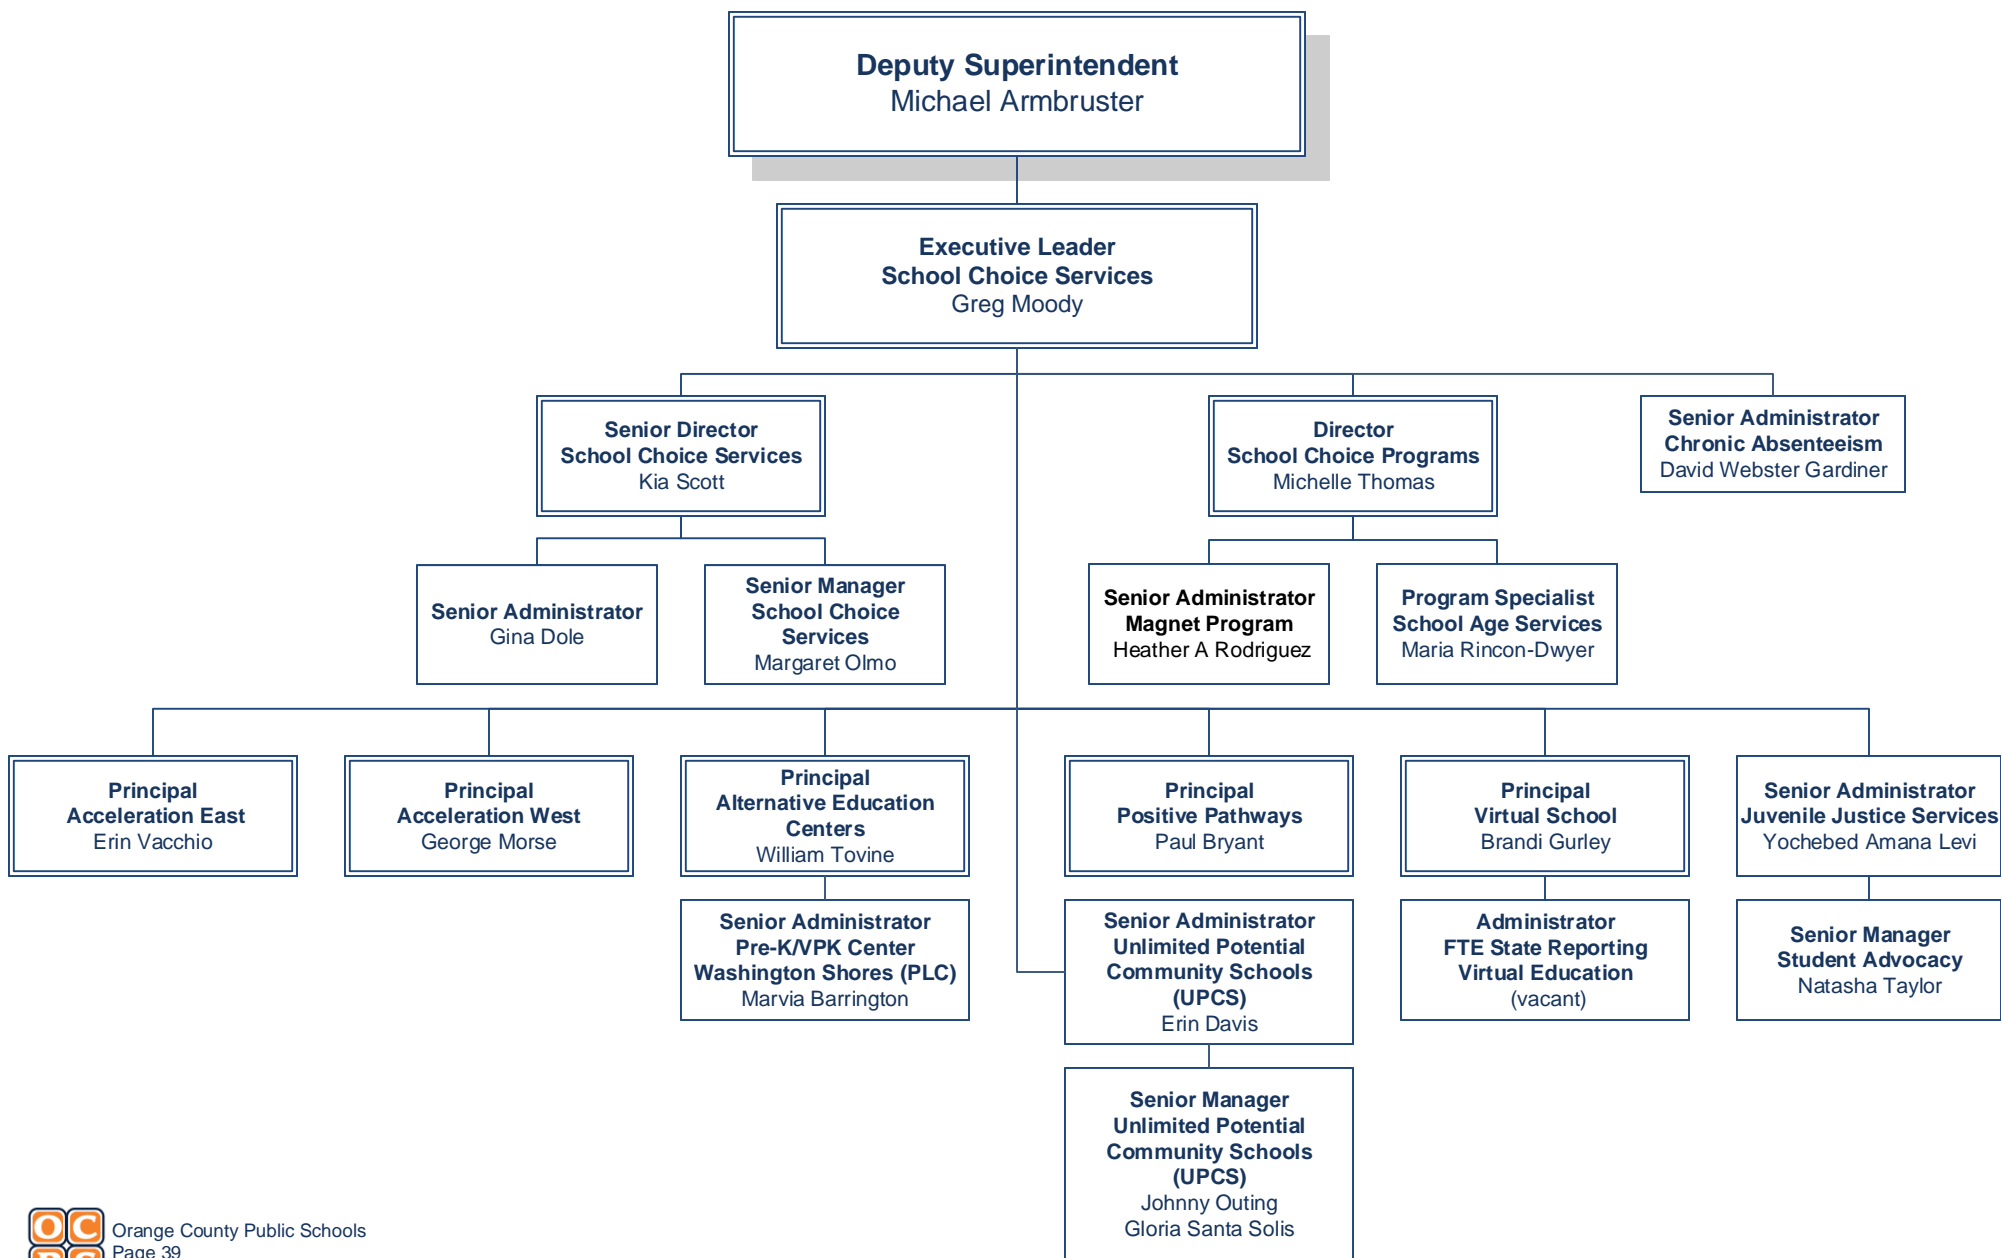 Deputy Superintendent
Michael Armbruster
Executive Leader
School Choice Services
Greg Moody
Senior Director
School Choice Services
Kia Scott
Director
School Choice Programs
Michelle Thomas
Senior Administrator
Chronic Absenteeism
David Webster Gardiner
Senior Administrator
Gina Dole
Senior Manager
School Choice
Services
Margaret Olmo
Senior Administrator
Magnet Program
Heather A Rodriguez
Program Specialist
School Age Services
Maria Rincon-Dwyer
Principal
Acceleration East
Erin Vacchio
Principal
Acceleration West
George Morse
Principal
Alternative Education
Centers
William Tovine
Principal
Positive Pathways
Paul Bryant
Principal
Virtual School
Brandi Gurley
Senior Administrator
Juvenile Justice Services
Yochebed Amana Levi
Senior Administrator
Pre-K/VPK Center
Washington Shores (PLC)
Marvia Barrington
Senior Administrator
Unlimited Potential
Community Schools
(UPCS)
Erin Davis
Administrator
FTE State Reporting
Virtual Education
(vacant)
Senior Manager
Student Advocacy
Natasha Taylor
Senior Manager
Unlimited Potential
Community Schools
(UPCS)
Johnny Outing
Gloria Santa Solis
OC
PS
Orange County Public Schools
Page 39